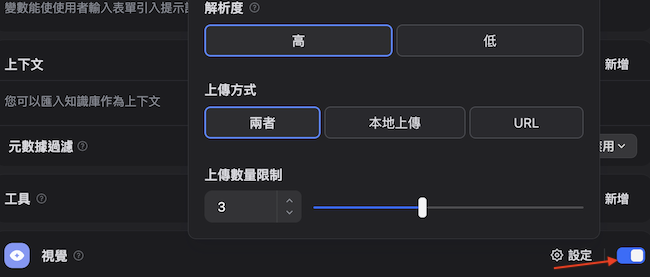 變數能使使用者輸入表單引入提示
解析度
高
低
上下文
新增
上傳方式
您可以匯入知識庫作為上下文
兩者
本地上傳
URL
元數據過濾
用
上傳數量限制
工具
3
新增
視覺
設定